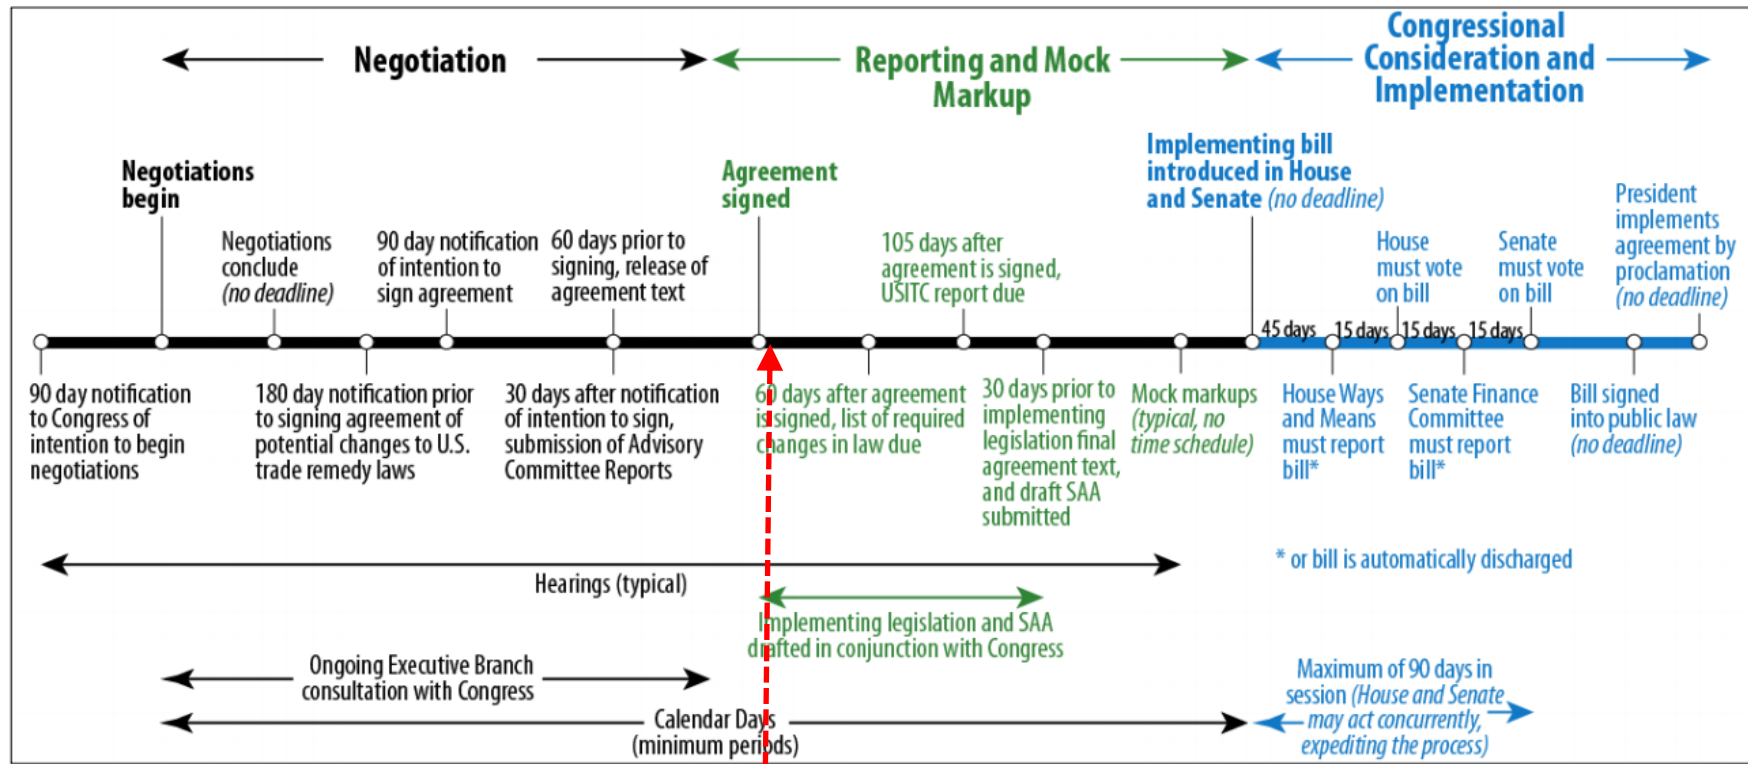 Negotiation
Reporting and Mock
Markup
Congressional
Consideration and
Implementation
Negotiations
begin
Agreement
signed
Implementing bill
introduced in House
and Senate (no deadline)
Negotiations
conclude
(no deadline)
90 day notification
of intention to
sign agreement
60 days prior to
signing, release of
agreement text
105 days after
agreement is signed,
USITC report due
House
must vote
on bill
Senate
must vote
on bill
President
implements
agreement by
proclamation
(no deadline)
45 days
15 days
15 days
15 days
90 day notification
to Congress of
intention to begin
negotiations
180 day notification prior
to signing agreement of
potential changes to U.S.
trade remedy laws
30 days after notification
of intention to sign,
submission of Advisory
Committee Reports
60 days after agreement
is signed, list of required
changes in law due
30 days prior to
implementing
legislation final
agreement text,
and draft SAA
submitted
Mock markups
(typical, no
time schedule)
House Ways
and Means
must report
bill*
Senate Finance
Committee
must report
bill*
Bill signed
into public law
(no deadline)
Hearings (typical)
* or bill is automatically discharged
Implementing legislation and SAA
drafted in conjunction with Congress
Ongoing Executive Branch
consultation with Congress
Calendar Days
(minimum periods)
Maximum of 90 days in
session (House and Senate
may act concurrently,
expediting the process)